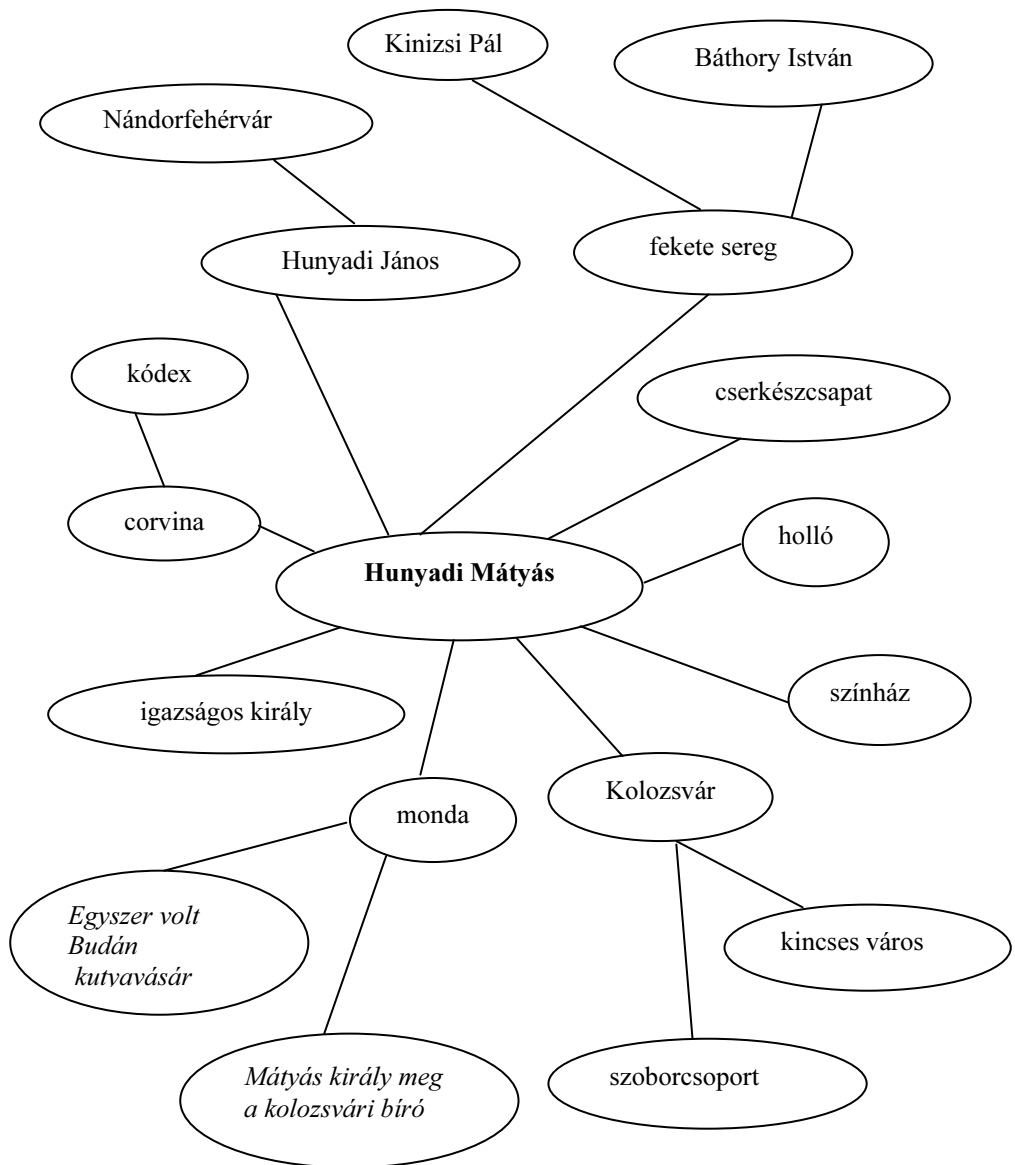 Kinizsi Pál
Báthory István
Nándorfehérvár
Hunyadi János
fekete sereg
kódex
cserkészcsapat
corvina
holló
Hunyadi Mátyás
igazságos király
színház
monda
Kolozsvár
Egyszer volt
Budán
kutyavásár
kincses város
Mátyás király meg
a kolozsvári bíró
szoborcsoport